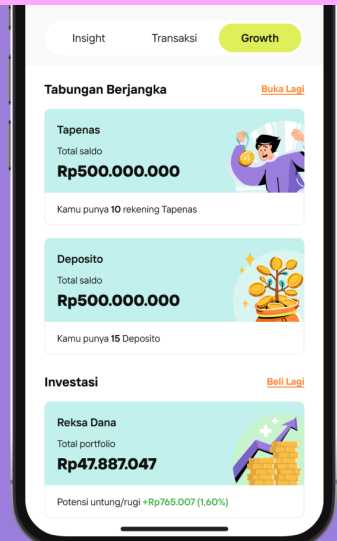 Insight Transaksi Growth
Tabungan Berjangka Buka Lagi
Tapenas
Total saldo
Rp500.000.000
Kamu punya 10 rekening Tapenas
Deposito
Total saldo
Rp500.000.000
Kamu punya 15 Deposito
Investasi Beli Lagi
Reksa Dana
Total portfolio
Rp47.887.047
Potensi untung/rugi +Rp765.007 (1,60%)